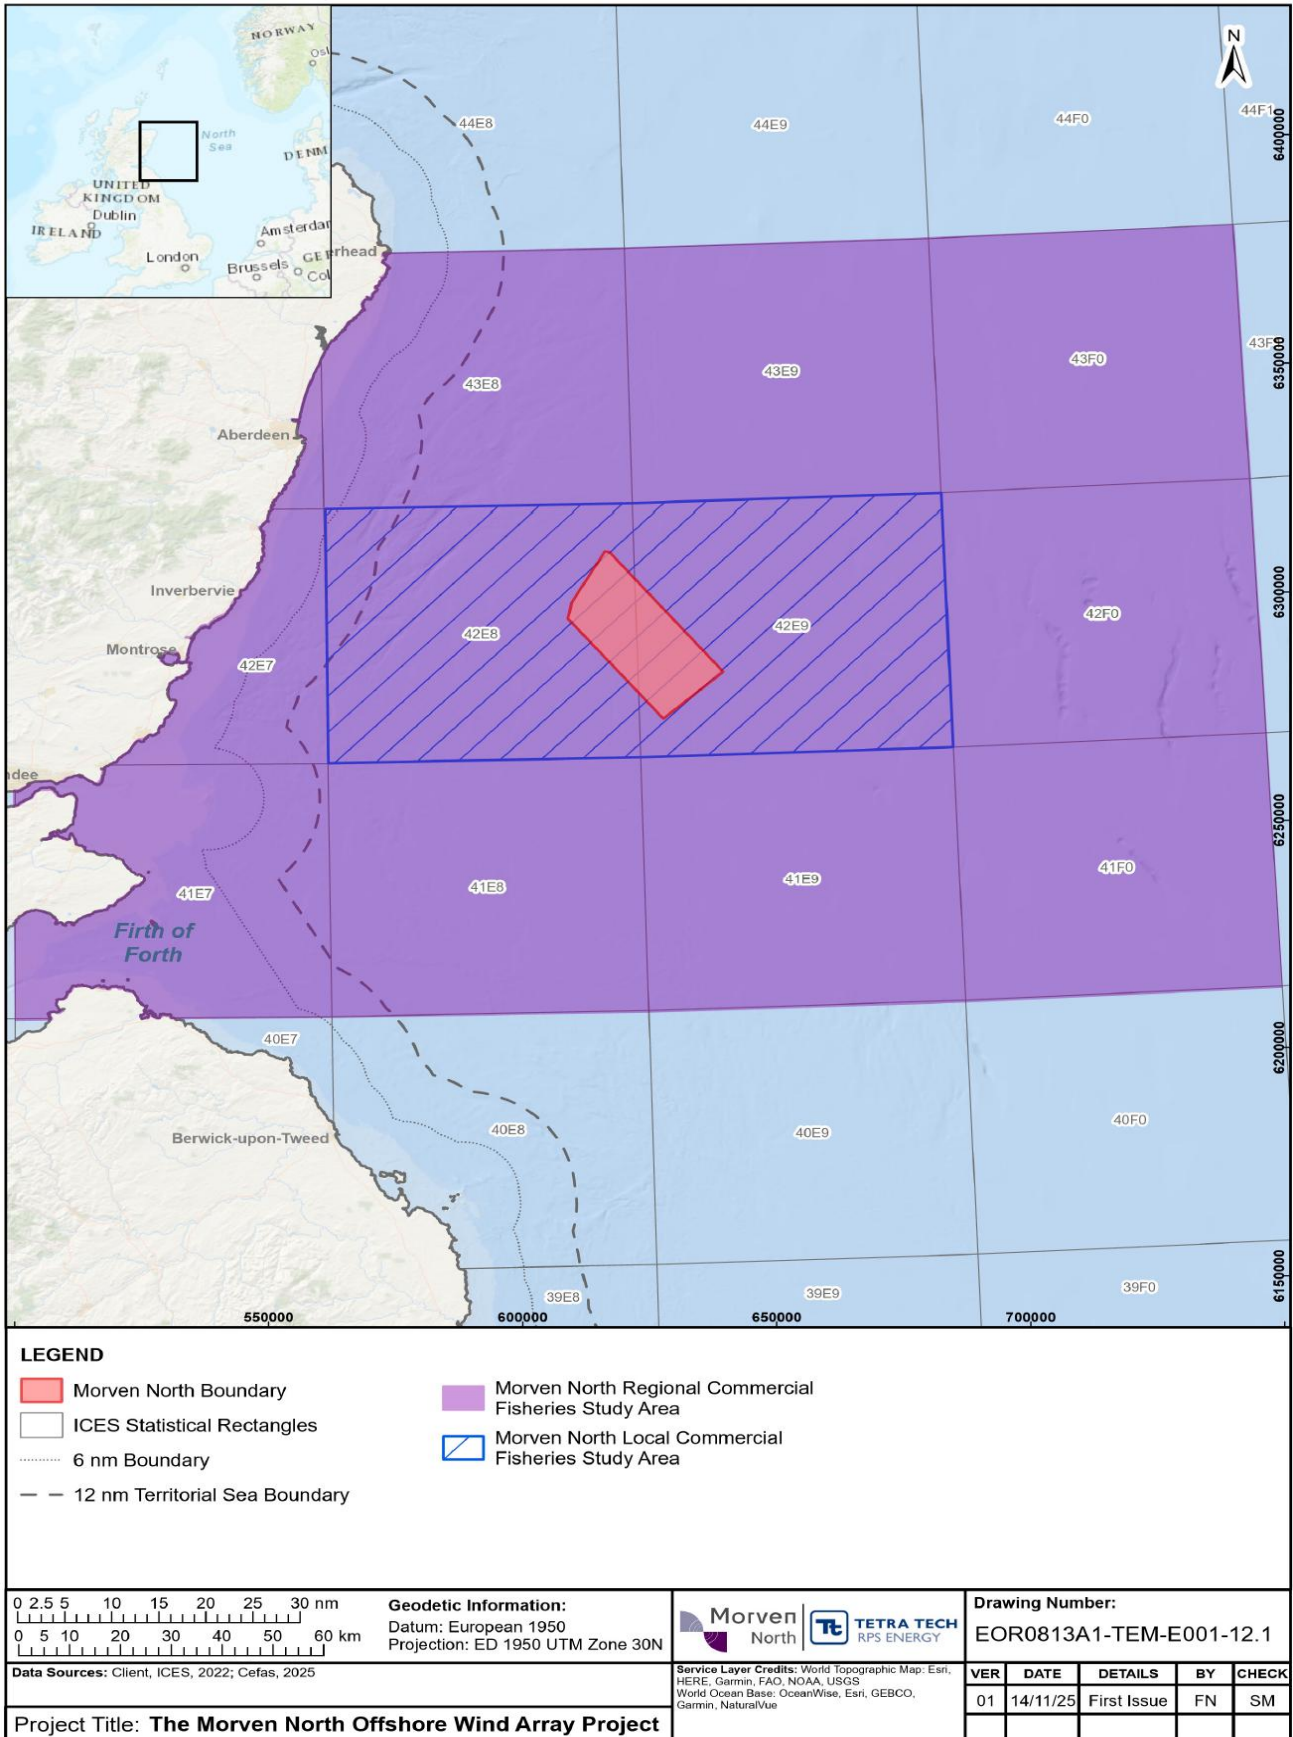 NORWAY
Osl
North
Sea
DENM
UNITED
KINGDOM
Dublin
IRELAND
Amsterdar
London
Brussels
GER
Col
N
44E8
44E9
44F0
44F1
6400000
rhead
43E8
43E9
43F0
43F
6350000
Aberdeen
Inverbervie
6300000
42E8
42E9
42F0
Montrose
42E7
ndee
6250000
41E7
41E8
41E9
41F0
Firth of
Forth
40E7
6200000
Berwick-upon-Tweed
40E8
40E9
40F0
39E8
39E9
39F0
6150000
550000
600000
650000
700000
LEGEND
Morven North Boundary
ICES Statistical Rectangles
6 nm Boundary
12 nm Territorial Sea Boundary
Morven North Regional Commercial
Fisheries Study Area
Morven North Local Commercial
Fisheries Study Area
0 2.5 5 10 15 20 25 30 nm
0 5 10 20 30 40 50 60 km
Geodetic Information:
Datum: European 1950
Projection: ED 1950 UTM Zone 30N
Data Sources: Client, ICES, 2022; Cefas, 2025
Project Title: The Morven North Offshore Wind Array Project
Morven
North
Tt
TETRA TECH
RPS ENERGY
Service Layer Credits: World Topographic Map: Esri,
HERE, Garmin, FAO, NOAA, USGS
World Ocean Base: OceanWise, Esri, GEBCO,
Garmin, NaturalVue
Drawing Number:
EOR0813A1-TEM-E001-12.1
VER DATE DETAILS BY CHECK
01 14/11/25 First Issue FN SM